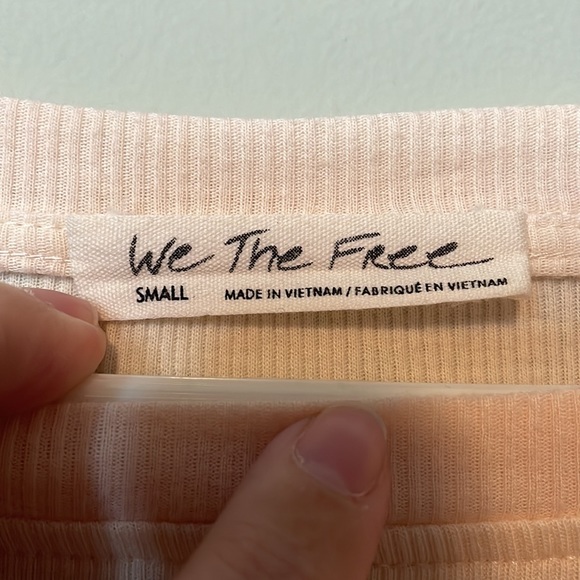 We The Free
SMALL MADE IN VIETNAM / FABRIQUÉ EN VIETNAM